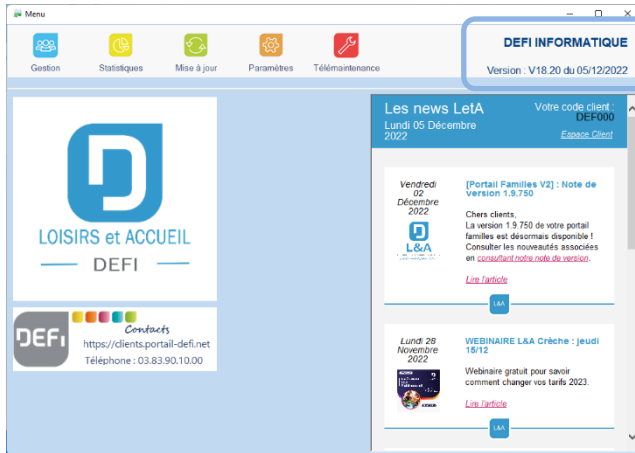 Menu
Gestion
Statistiques
Mise à jour
Paramètres
Télémaintenance
DEFI INFORMATIQUE
Version : V18.20 du 05/12/2022
LOISIRS et ACCUEIL
DEFI
DEFI
Contacts
https://clients.portail-defi.net
Téléphone : 03.83.90.10.00
Les news LetA
Lundi 05 Décembre
2022
Votre code client :
DEF000
Espace Client
Vendredi
02
Décembre
2022
L&A
[Portail Familles V2] : Note de
version 1.9.750
Chers clients,
La version 1.9.750 de votre portail
familles est désormais disponible !
Consulter les nouveautés associées
en consultant notre note de version.
Lire l'article
L&A
Lundi 28
Novembre
2022
WEBINAIRE L&A Crèche : jeudi
15/12
Webinaire gratuit pour savoir
comment changer vos tarifs 2023.
Lire l'article
L&A